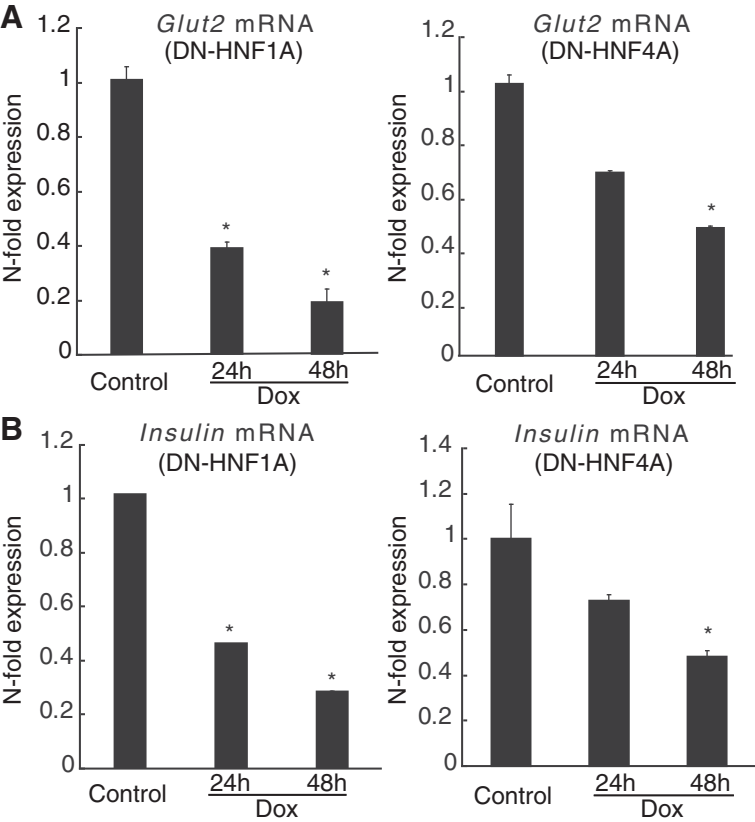 A
Glut2 mRNA
(DN-HNF1A)
N-fold expression
1.2
1
0.8
0.6
0.4
0.2
0
*
*
Control
24h
48h
Dox
Glut2 mRNA
(DN-HNF4A)
N-fold expression
1.2
1
0.8
0.6
0.4
0.2
0
*
Control
24h
48h
Dox
B
Insulin mRNA
(DN-HNF1A)
N-fold expression
1.2
1
0.8
0.6
0.4
0.2
0
*
*
Control
24h
48h
Dox
Insulin mRNA
(DN-HNF4A)
N-fold expression
1.4
1.2
1
0.8
0.6
0.4
0.2
0
*
Control
24h
48h
Dox